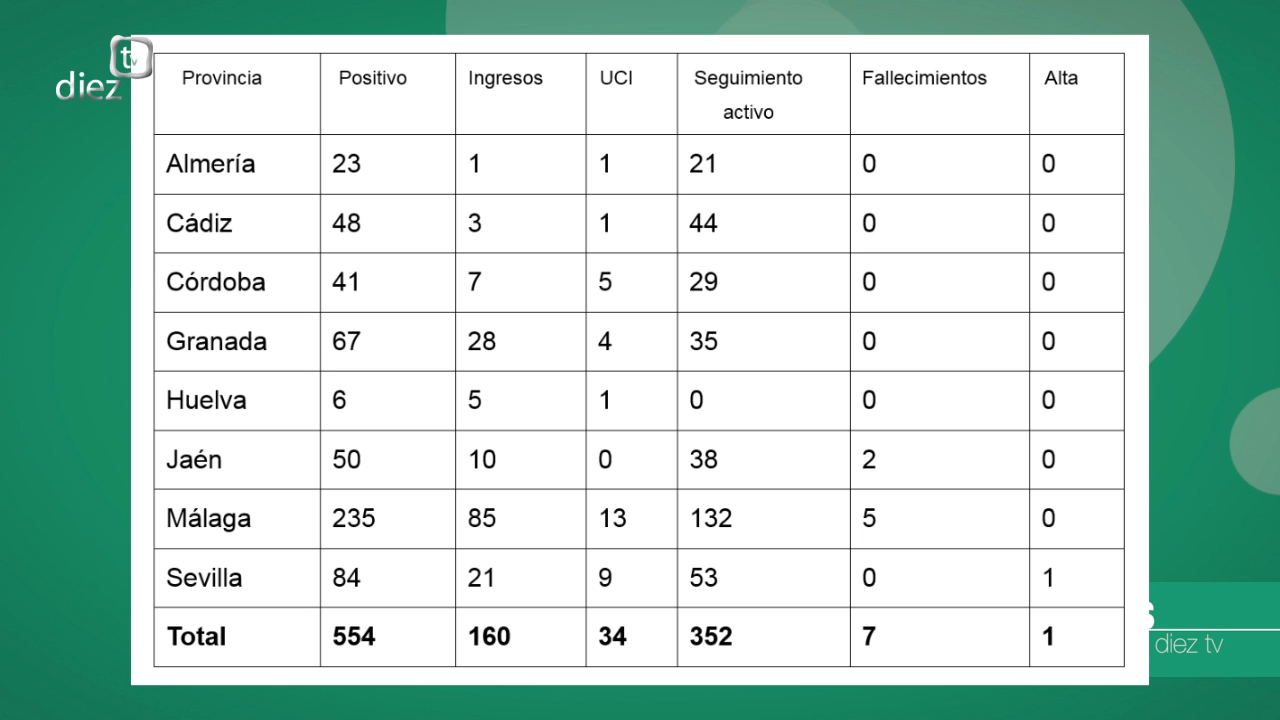 diez tv
Provincia Positivo Ingresos UCI Seguimiento activo Fallecimientos Alta
Almería 23 1 1 21 0 0
Cádiz 48 3 1 44 0 0
Córdoba 41 7 5 29 0 0
Granada 67 28 4 35 0 0
Huelva 6 5 1 0 0 0
Jaén 50 10 0 38 2 0
Málaga 235 85 13 132 5 0
Sevilla 84 21 9 53 0 1
Total 554 160 34 352 7 1
diez tv